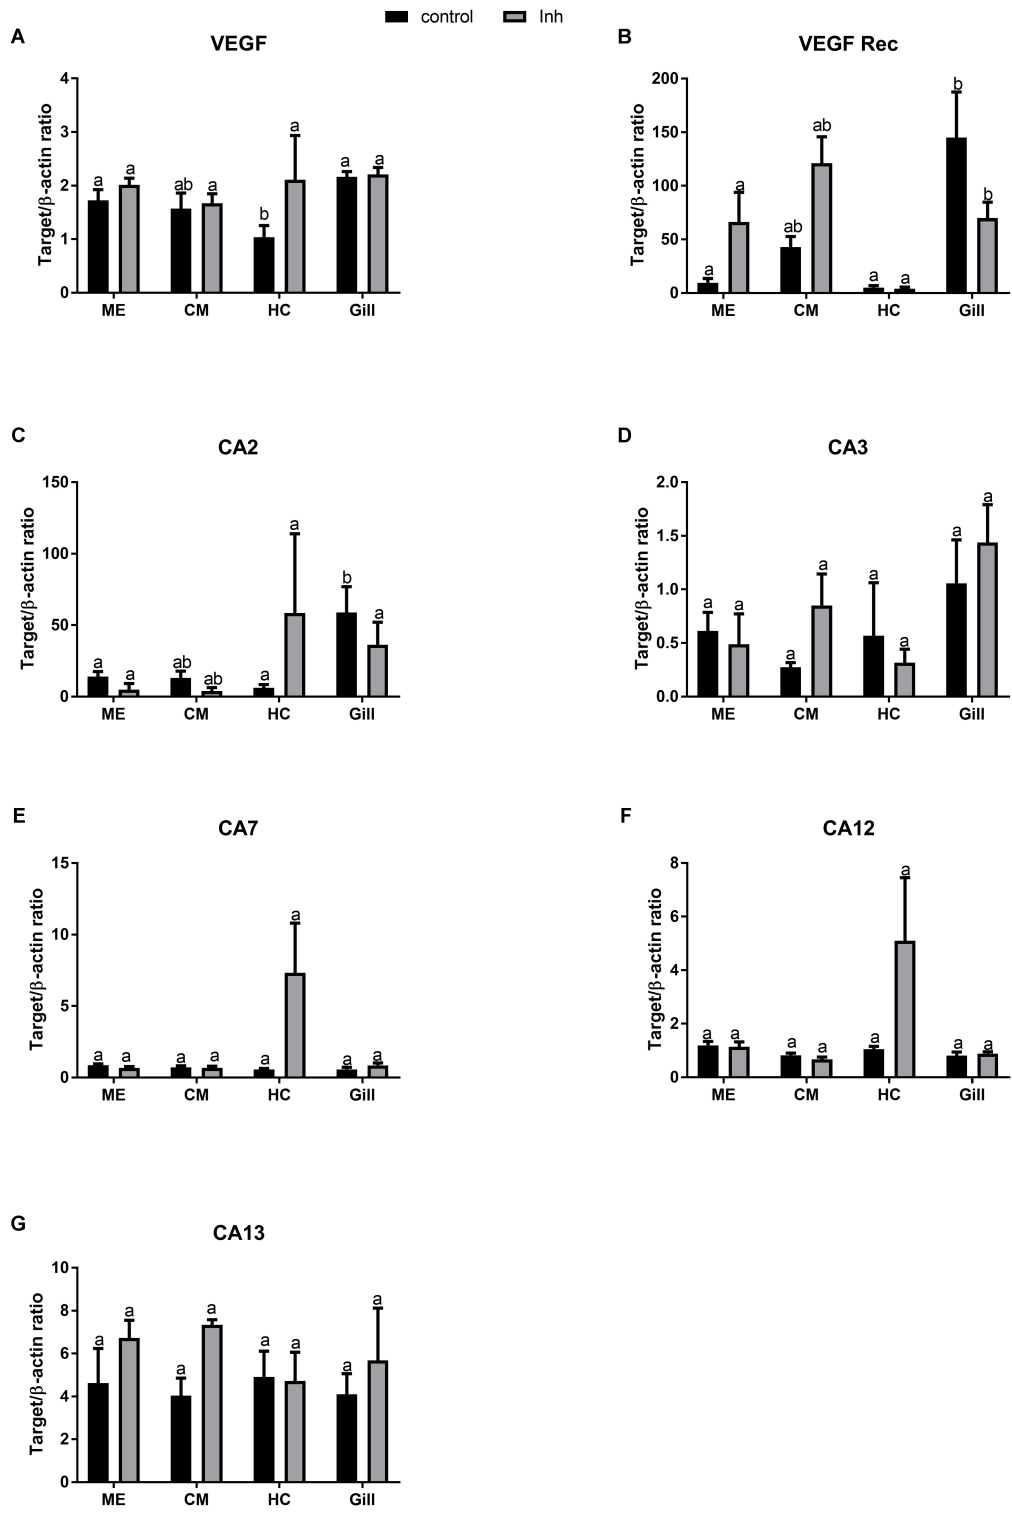 control Inh
A VEGF
Target/β-actin ratio
4
3
2
1
0
a a ab a b a a a
ME CM HC Gill
B VEGF Rec
Target/β-actin ratio
200
150
100
50
0
a a ab ab a a b b
ME CM HC Gill
C CA2
Target/β-actin ratio
150
100
50
0
a a ab ab a a b a
ME CM HC Gill
D CA3
Target/β-actin ratio
2.0
1.5
1.0
0.5
0.0
a a a a a a a a
ME CM HC Gill
E CA7
Target/β-actin ratio
15
10
5
0
a a a a a a a a
ME CM HC Gill
F CA12
Target/β-actin ratio
8
6
4
2
0
a a a a a a a a
ME CM HC Gill
G CA13
Target/β-actin ratio
10
8
6
4
2
0
a a a a a a a a
ME CM HC Gill